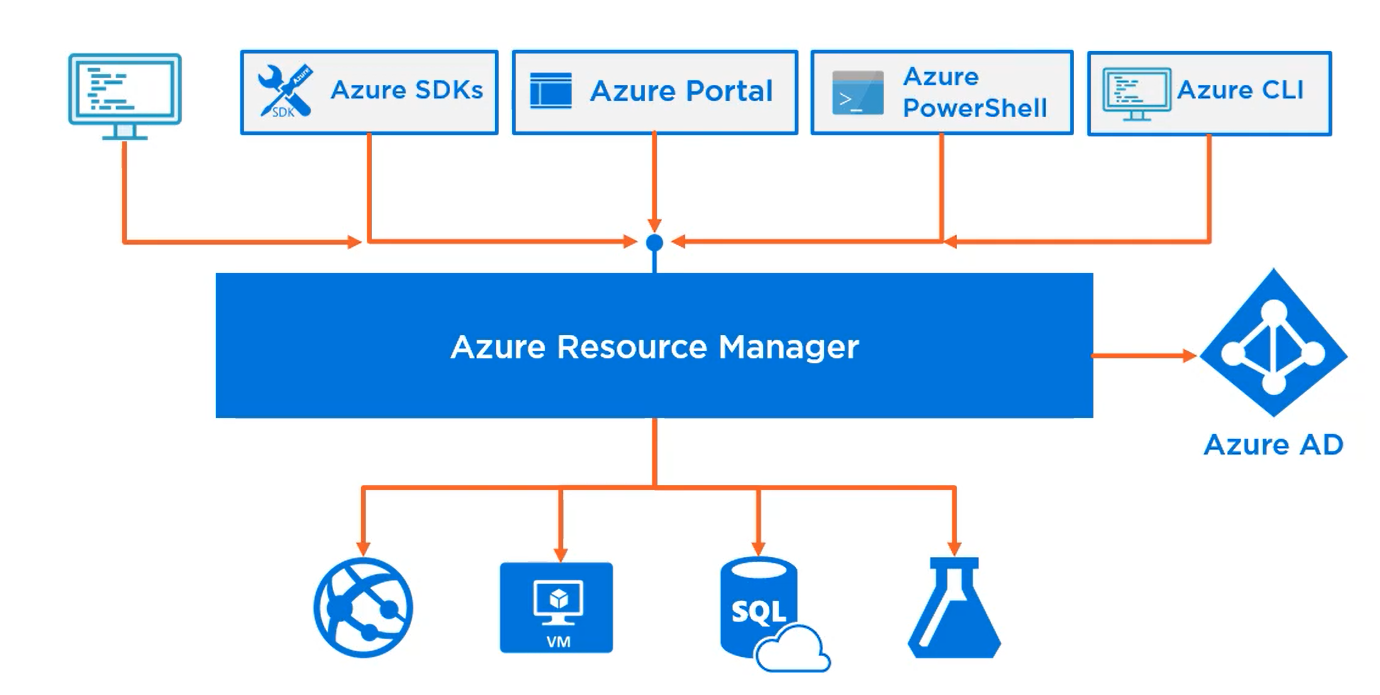 Azure
SDK
Azure SDKs
Azure Portal
>_
Azure
PowerShell
Azure CLI
Azure Resource Manager
Azure AD
VM
SQL